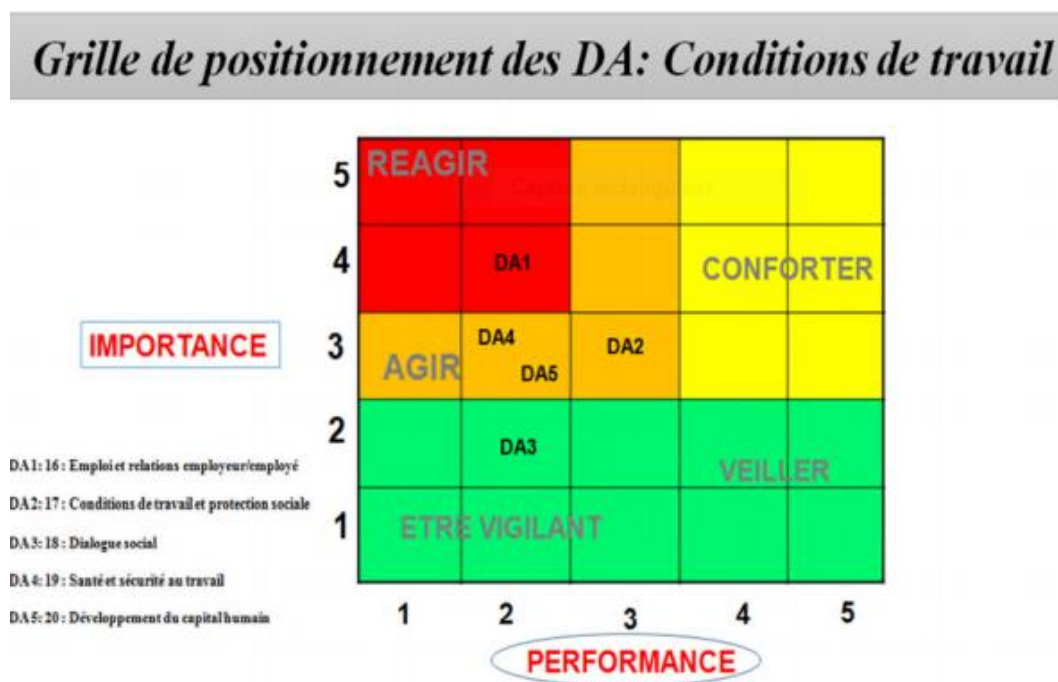 Grille de positionnement des DA: Conditions de travail
5
REAGIR
4
DA1
CONFORTER
IMPORTANCE
3
DA4
DA2
AGIR
DA5
2
DA3
VEILLER
1
ETRE VIGILANT
DA1: 16 : Emploi et relations employeur/employé
DA2: 17 : Conditions de travail et protection sociale
DA3: 18 : Dialogue social
DA4: 19 : Santé et sécurité au travail
DA5: 20 : Développement du capital humain
1 2 3 4 5
PERFORMANCE